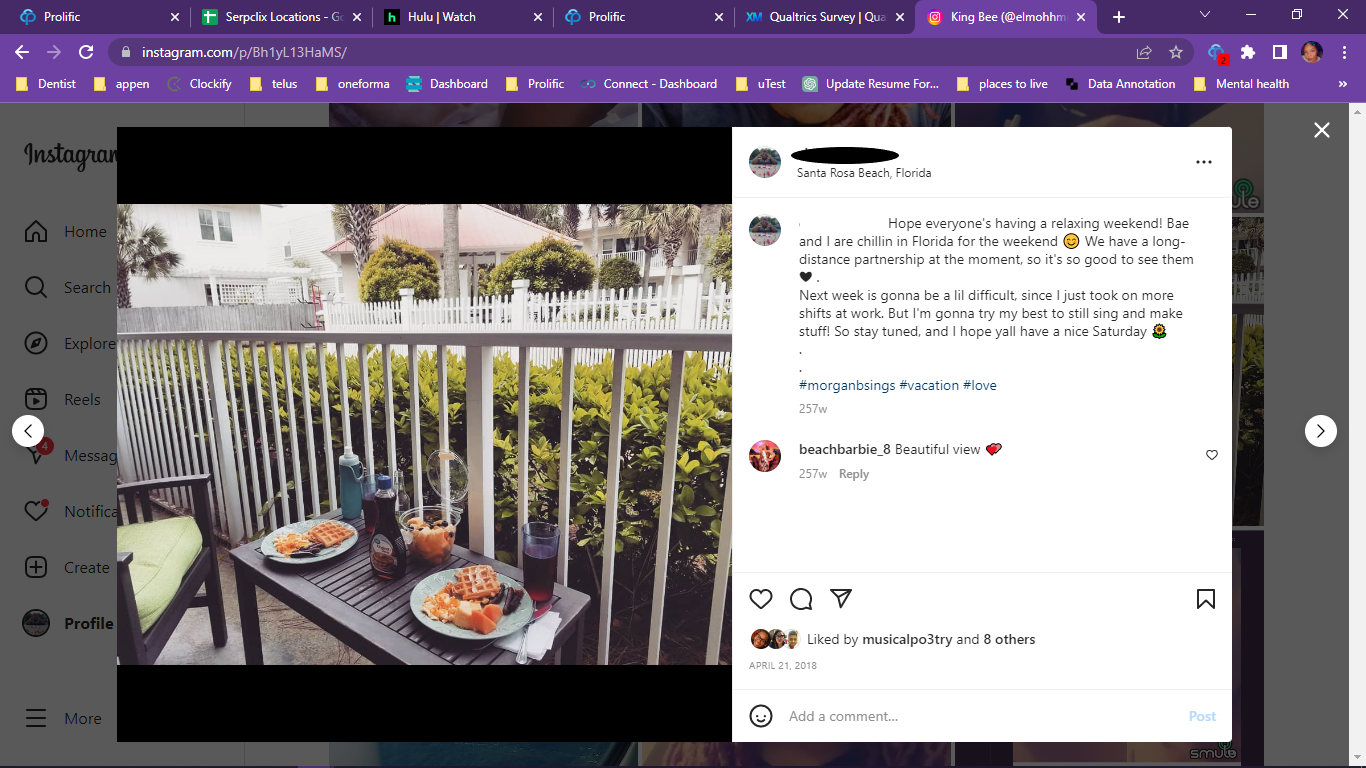 Prolific
Serpclix Locations - Go
Hulu | Watch
Prolific
Qualtrics Survey | Qua
King Bee (@elmohhm
instagram.com/p/Bh1yL13HaMS/
2
Dentist
appen
Clockify
telus
oneforma
Dashboard
Prolific
Connect - Dashboard
uTest
Update Resume For...
places to live
Data Annotation
Mental health
»
Instagram
Home
Search
Explore
Reels
4
Messag
Notifica
Create
Profile
More
Santa Rosa Beach, Florida
Hope everyone's having a relaxing weekend! Bae
and I are chillin in Florida for the weekend 😊 We have a long-
distance partnership at the moment, so it's so good to see them
🖤 .
Next week is gonna be a lil difficult, since I just took on more
shifts at work. But I'm gonna try my best to still sing and make
stuff! So stay tuned, and I hope yall have a nice Saturday 🌻
.
.
#morganbsings #vacation #love
257w
beachbarbie_8 Beautiful view 💕
257w Reply
Liked by musicalpo3try and 8 others
APRIL 21, 2018
Add a comment...
Post
smule